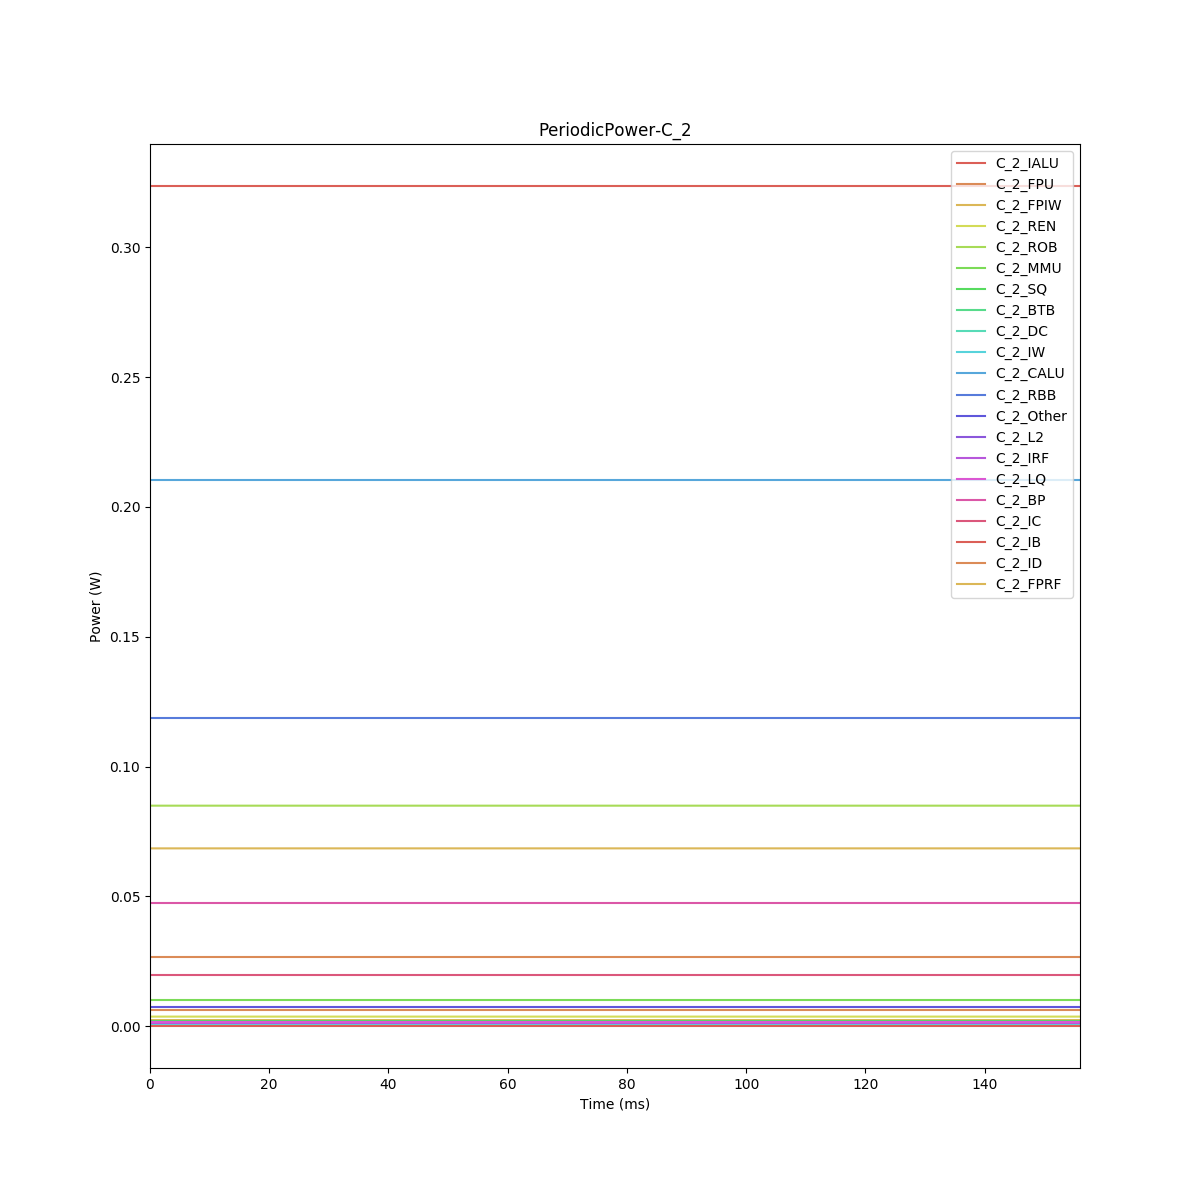 PeriodicPower-C_2
C_2_IALU
C_2_FPU
C_2_FPIW
C_2_REN
C_2_ROB
C_2_MMU
C_2_SQ
C_2_BTB
C_2_DC
C_2_IW
C_2_CALU
C_2_RBB
C_2_Other
C_2_L2
C_2_IRF
C_2_LQ
C_2_BP
C_2_IC
C_2_IB
C_2_ID
C_2_FPRF
0.30
0.25
0.20
0.15
0.10
0.05
0.00
Power (W)
0 20 40 60 80 100 120 140
Time (ms)